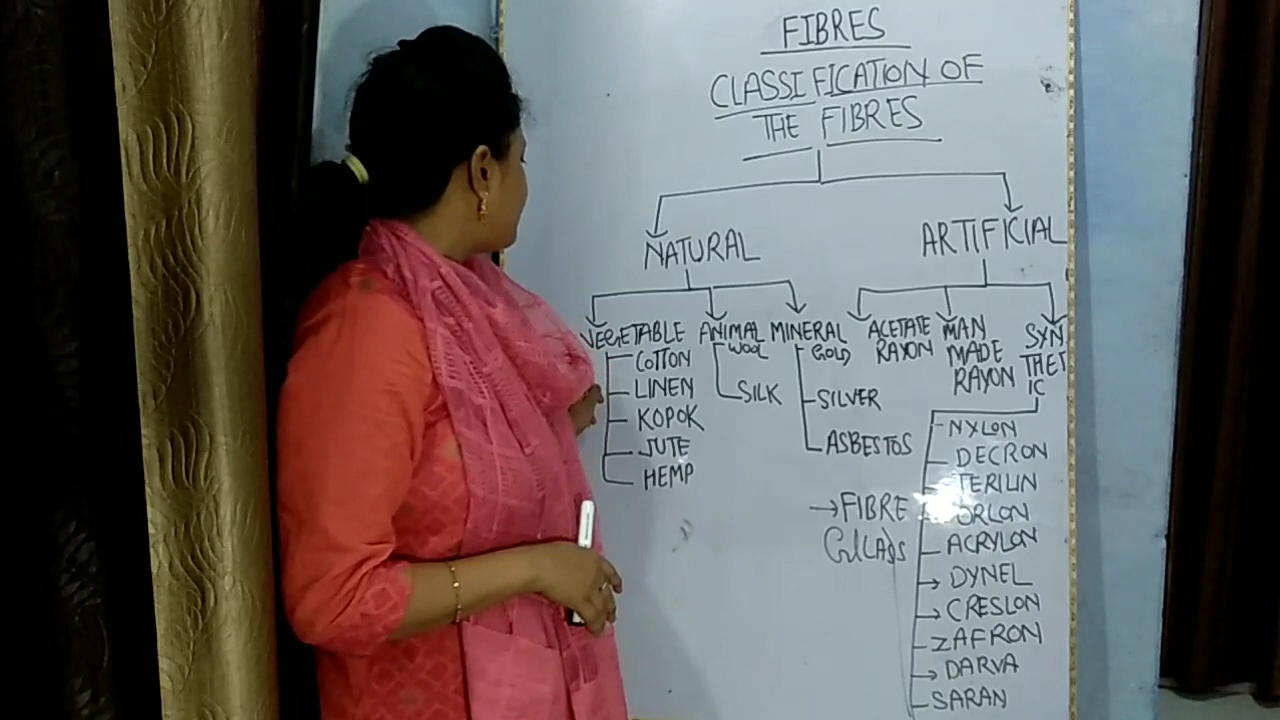 FIBRES
CLASSIFICATION OF
THE FIBRES
NATURAL
ARTIFICIAL
VEGETABLE
COTTON
LINEN
KOPOK
JUTE
HEMP
ANIMAL
WOOL
SILK
MINERAL
GOLD
SILVER
ASBESTOS
ACETATE
RAYON
MAN
MADE
RAYON
SYN
THET
IC
NYLON
DECRON
TERILIN
ORLON
ACRYLON
DYNEL
CRESLON
ZAFRON
DARVA
SARAN
→FIBRE
GLASS